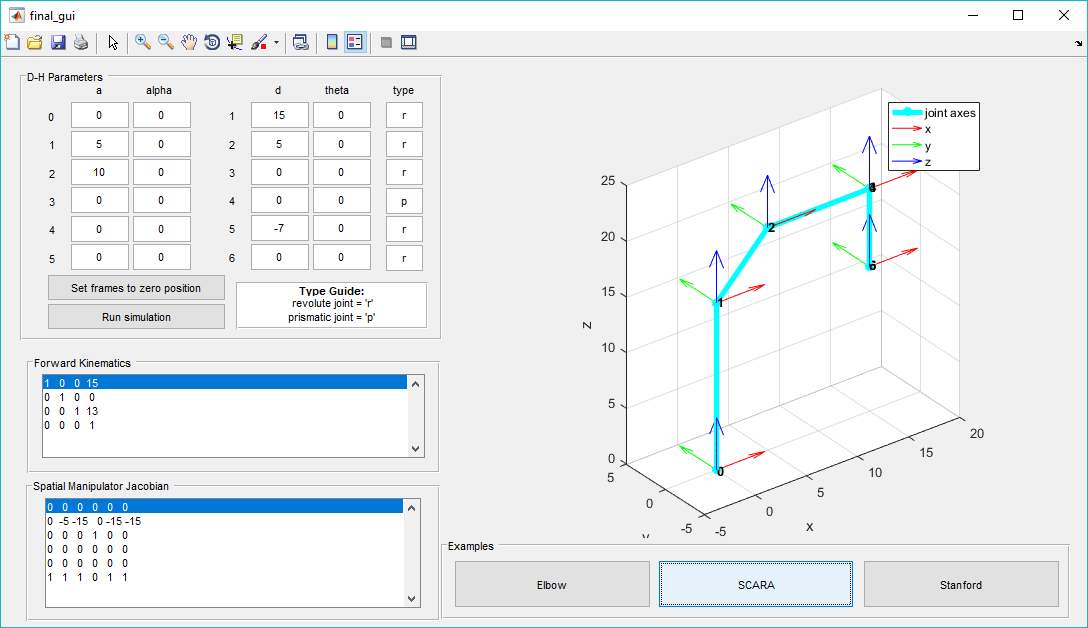 final_gui
D-H Parameters
a alpha d theta type
0 0 0 1 15 0 r
1 5 0 2 5 0 r
2 10 0 3 0 0 r
3 0 0 4 0 0 p
4 0 0 5 -7 0 r
5 0 0 6 0 0 r
Set frames to zero position
Run simulation
Type Guide:
revolute joint = 'r'
prismatic joint = 'p'
Forward Kinematics
1 0 0 15
0 1 0 0
0 0 1 13
0 0 0 1
Spatial Manipulator Jacobian
0 0 0 0 0 0
0 -5 -15 0 -15 -15
0 0 0 1 0 0
0 0 0 0 0 0
0 0 0 0 0 0
1 1 1 0 1 1
joint axes
x
y
z
25
20
15
10
5
0
z
5
0
-5
-5
0
5
10
15
20
x
0
1
2
Examples
Elbow
SCARA
Stanford